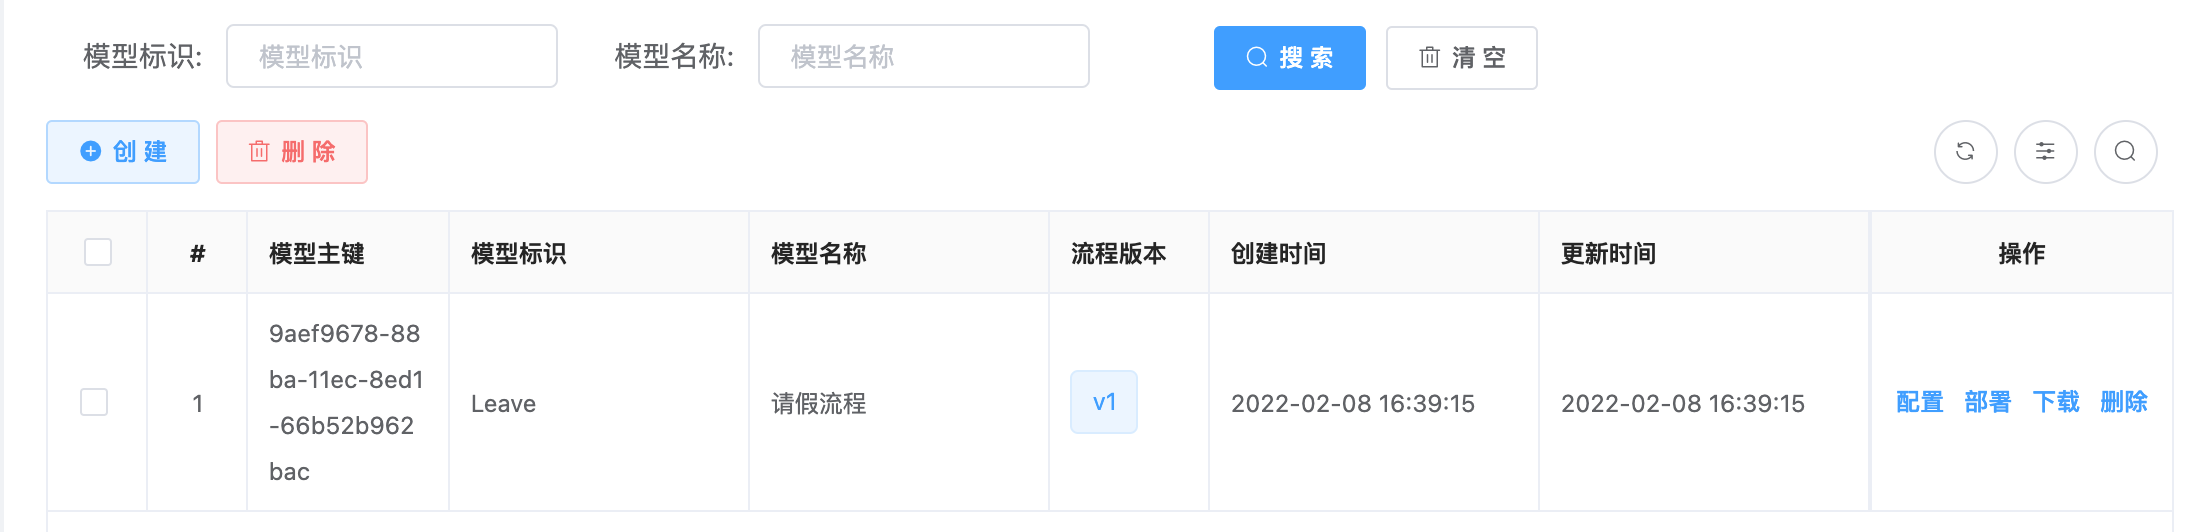 模型标识: 模型标识 模型名称: 模型名称 搜 索 清 空
创 建 删 除
# 模型主键 模型标识 模型名称 流程版本 创建时间 更新时间 操作
9aef9678-88
ba-11ec-8ed1
1 Leave 请假流程 v1 2022-02-08 16:39:15 2022-02-08 16:39:15 配置 部署 下载 删除
-66b52b962
bac